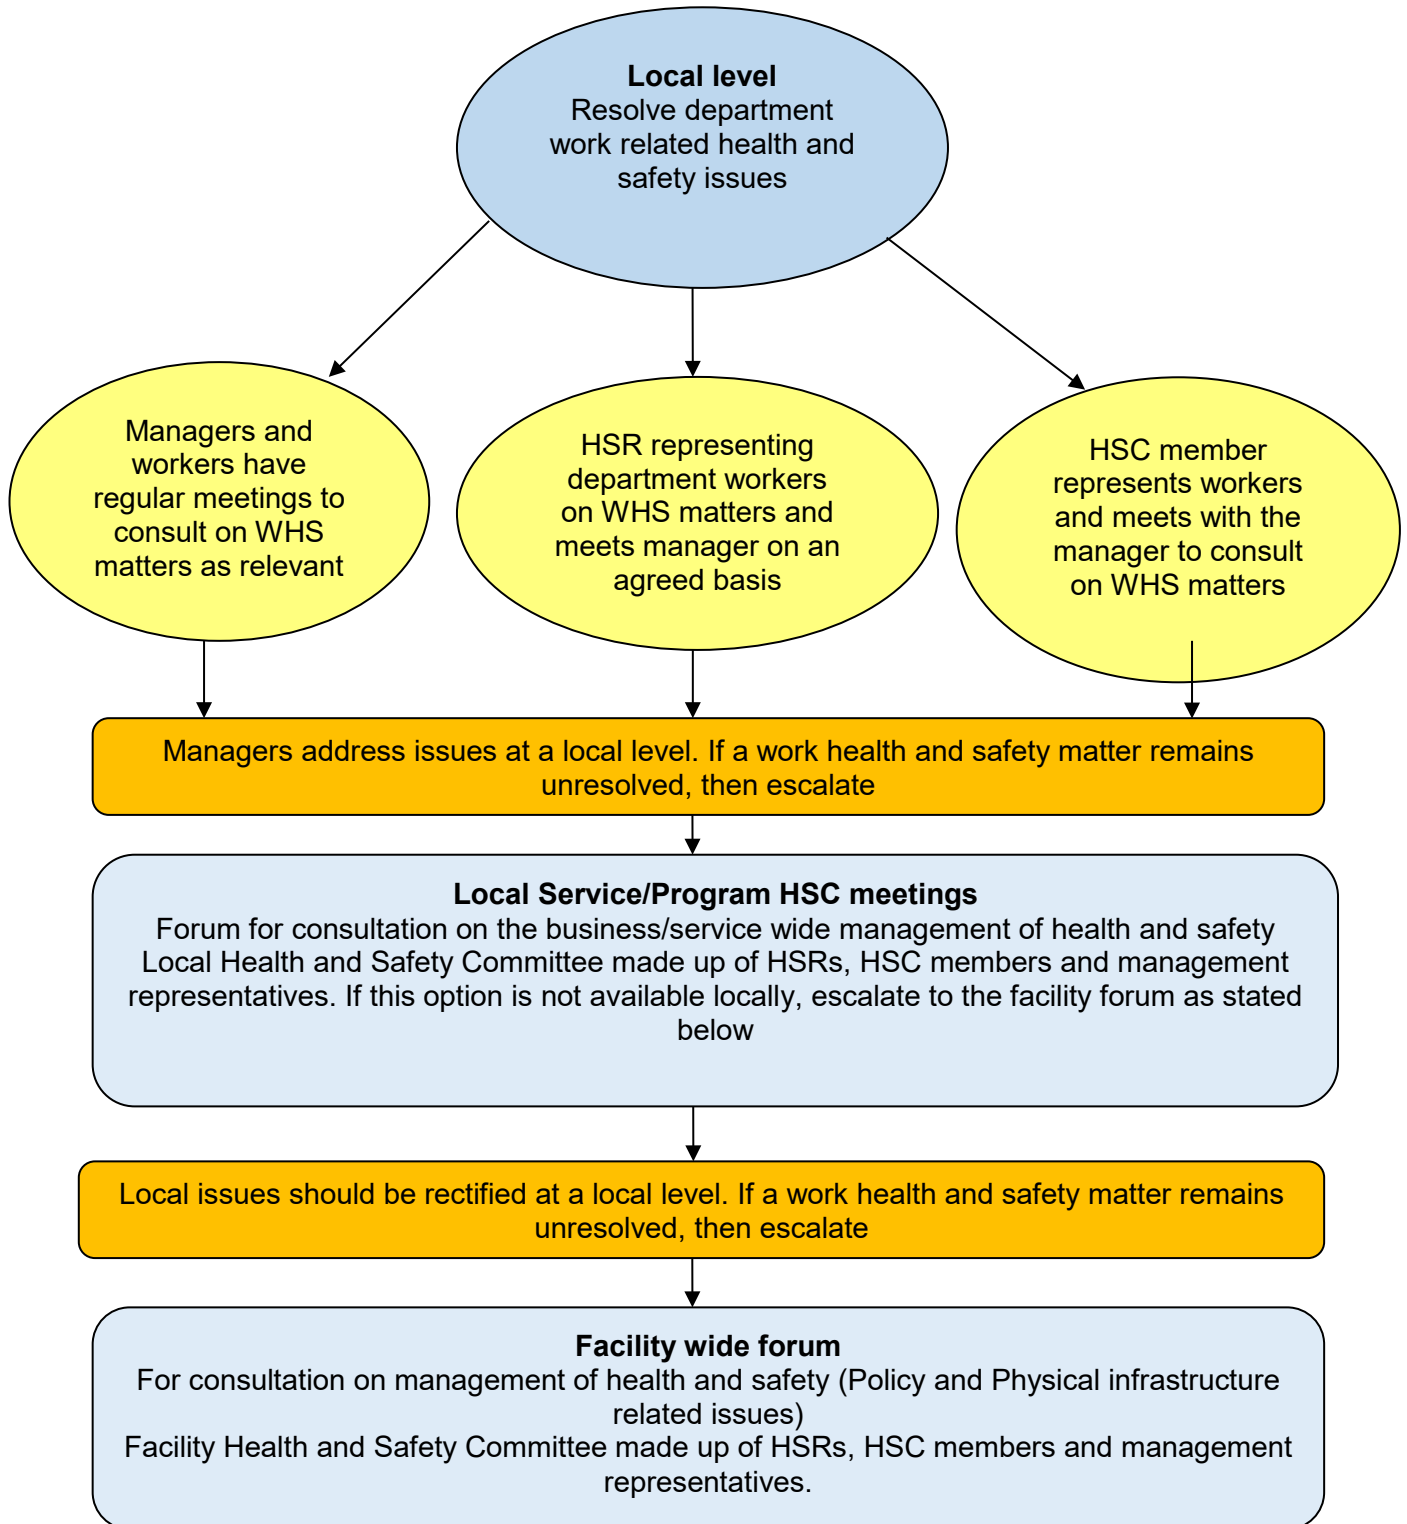 Local level
Resolve department
work related health and
safety issues
Managers and
workers have
regular meetings to
consult on WHS
matters as relevant
HSR representing
department workers
on WHS matters and
meets manager on an
agreed basis
HSC member
represents workers
and meets with the
manager to consult
on WHS matters
Managers address issues at a local level. If a work health and safety matter remains
unresolved, then escalate
Local Service/Program HSC meetings
Forum for consultation on the business/service wide management of health and safety
Local Health and Safety Committee made up of HSRs, HSC members and management
representatives. If this option is not available locally, escalate to the facility forum as stated
below
Local issues should be rectified at a local level. If a work health and safety matter remains
unresolved, then escalate
Facility wide forum
For consultation on management of health and safety (Policy and Physical infrastructure
related issues)
Facility Health and Safety Committee made up of HSRs, HSC members and management
representatives.